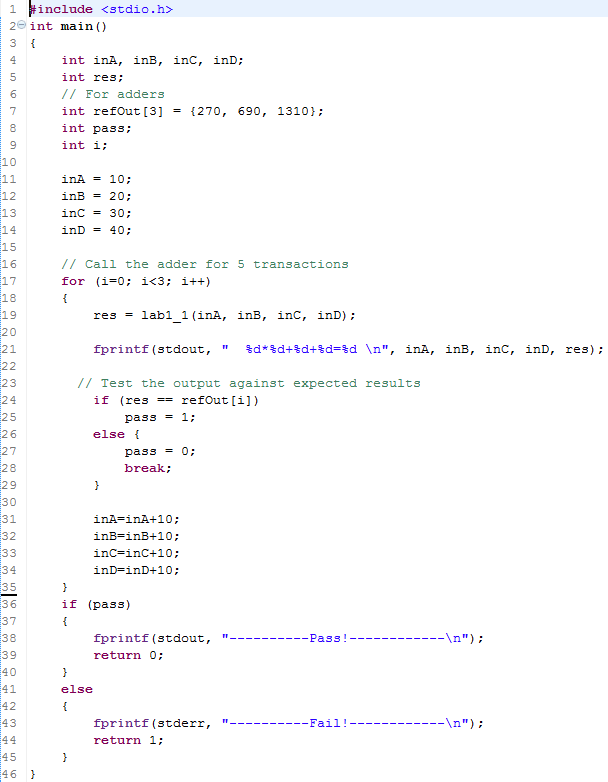 1 #include <stdio.h>
2 int main()
3 {
4     int inA, inB, inC, inD;
5     int res;
6     // For adders
7     int refOut[3] = {270, 690, 1310};
8     int pass;
9     int i;
10
11     inA = 10;
12     inB = 20;
13     inC = 30;
14     inD = 40;
15
16     // Call the adder for 5 transactions
17     for (i=0; i<3; i++)
18     {
19         res = lab1_1(inA, inB, inC, inD);
20
21         fprintf(stdout, "  %d*%d+%d+%d=%d \n", inA, inB, inC, inD, res);
22
23       // Test the output against expected results
24         if (res == refOut[i])
25             pass = 1;
26         else {
27             pass = 0;
28             break;
29         }
30
31         inA=inA+10;
32         inB=inB+10;
33         inC=inC+10;
34         inD=inD+10;
35     }
36     if (pass)
37     {
38         fprintf(stdout, "----------Pass!------------\n");
39         return 0;
40     }
41     else
42     {
43         fprintf(stderr, "----------Fail!------------\n");
44         return 1;
45     }
46 }